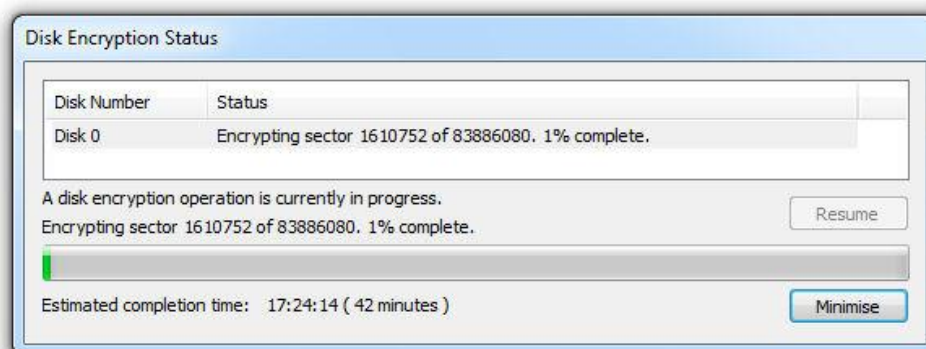 Disk Encryption Status
Disk Number Status
Disk 0 Encrypting sector 1610752 of 83886080. 1% complete.
A disk encryption operation is currently in progress.
Resume
Encrypting sector 1610752 of 83886080. 1% complete.
Estimated completion time: 17:24:14 ( 42 minutes )
Minimise